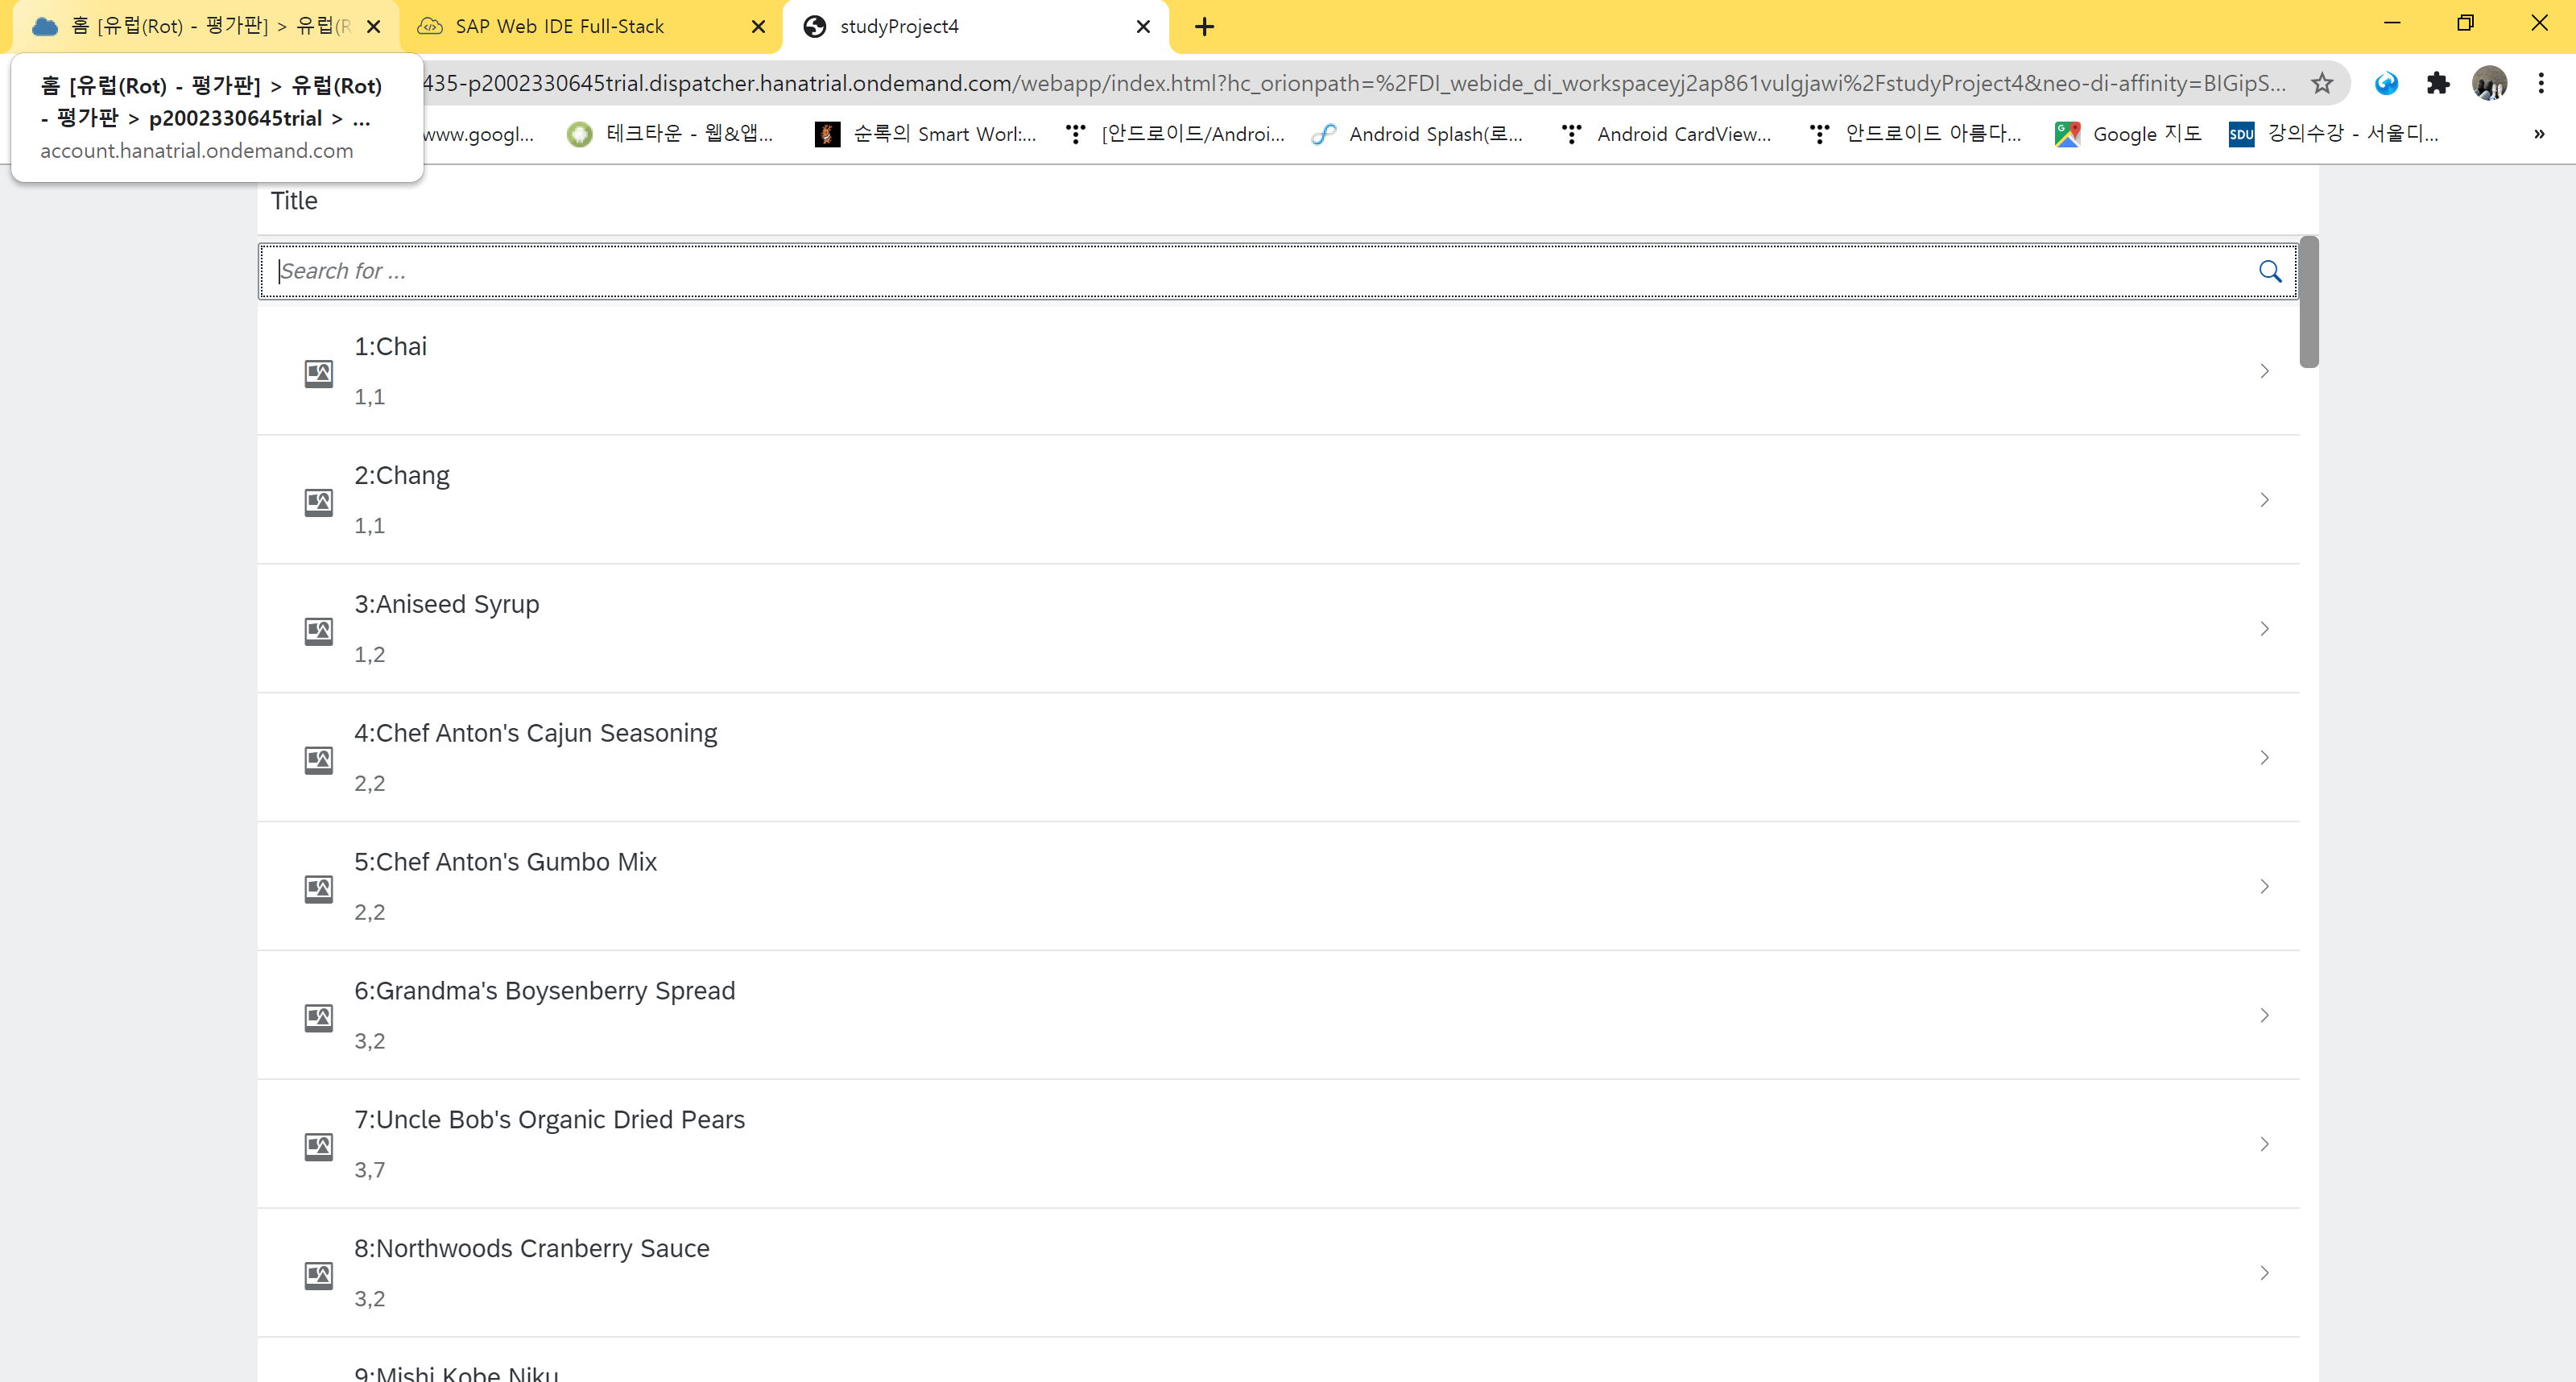 홈 [유럽(Rot) - 평가판] > 유럽(R
SAP Web IDE Full-Stack
studyProject4
홈 [유럽(Rot) - 평가판] > 유럽(Rot)
- 평가판 > p2002330645trial > ...
account.hanatrial.ondemand.com
435-p2002330645trial.dispatcher.hanatrial.ondemand.com/webapp/index.html?hc_orionpath=%2FDI_webide_di_workspaceyj2ap861vulgjawi%2FstudyProject4&neo-di-affinity=BIGipS...
www.googl...
테크타운 - 웹&앱...
순록의 Smart Worl:...
[안드로이드/Androi...
Android Splash(로...
Android CardView...
안드로이드 아름다...
Google 지도
SDU
강의수강 - 서울디...
»
Title
Search for ...
1:Chai
1,1
2:Chang
1,1
3:Aniseed Syrup
1,2
4:Chef Anton's Cajun Seasoning
2,2
5:Chef Anton's Gumbo Mix
2,2
6:Grandma's Boysenberry Spread
3,2
7:Uncle Bob's Organic Dried Pears
3,7
8:Northwoods Cranberry Sauce
3,2
9:Mishi Kobe Niku